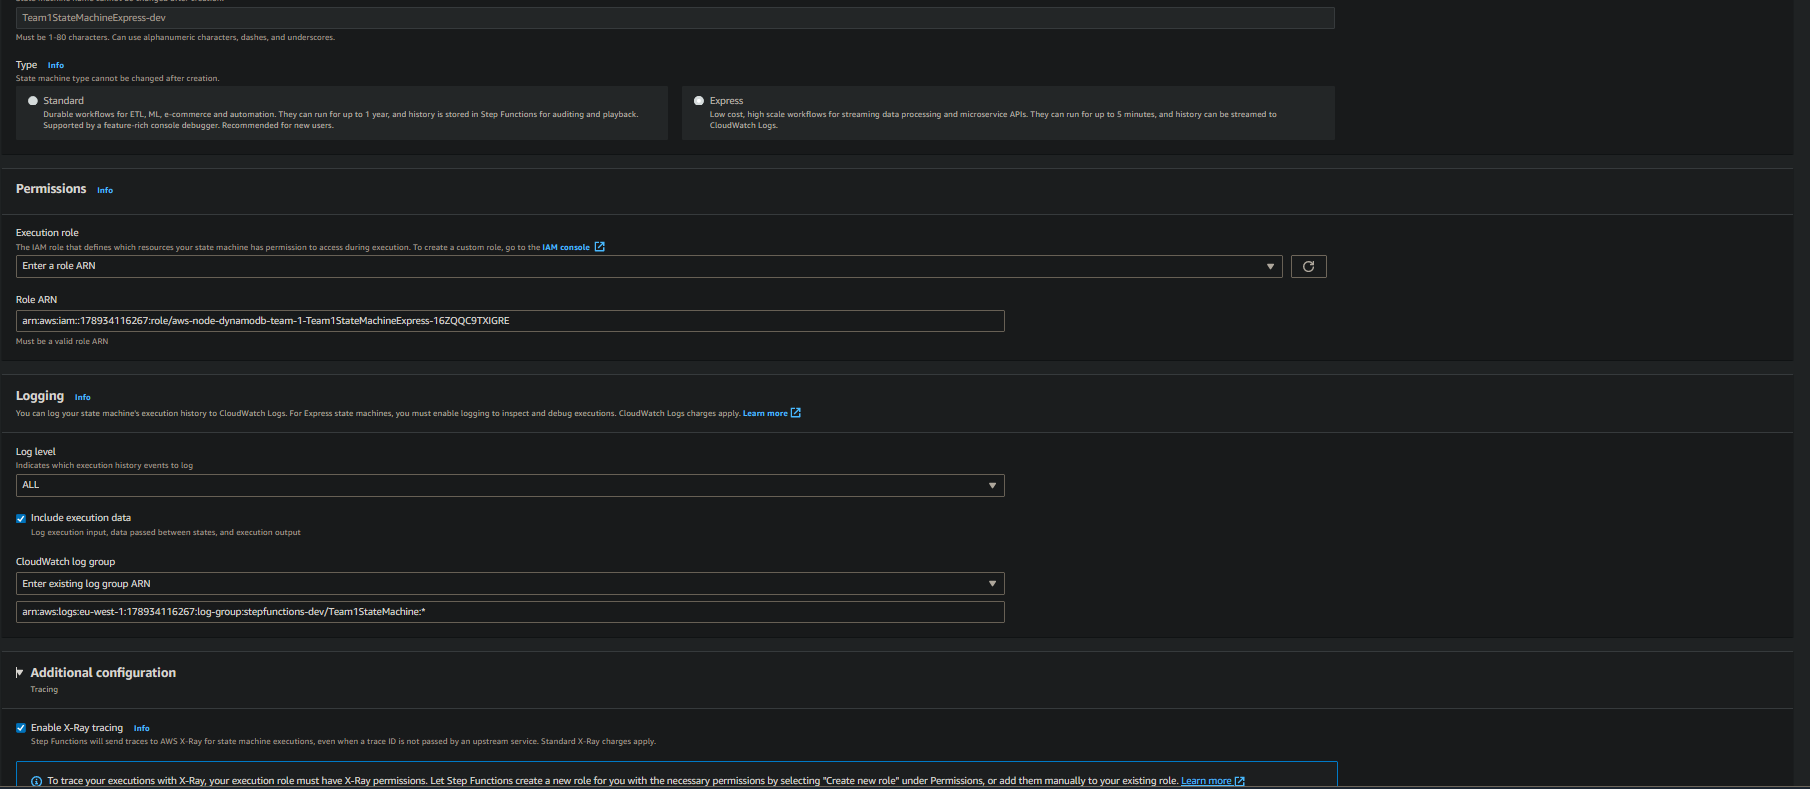 State machine name cannot be changed after creation.
Team1StateMachineExpress-dev
Must be 1-80 characters. Can use alphanumeric characters, dashes, and underscores.
Type Info
State machine type cannot be changed after creation.
Standard
Durable workflows for ETL, ML, e-commerce and automation. They can run for up to 1 year, and history is stored in Step Functions for auditing and playback.
Supported by a feature-rich console debugger. Recommended for new users.
Express
Low cost, high scale workflows for streaming data processing and microservice APIs. They can run for up to 5 minutes, and history can be streamed to
CloudWatch Logs.
Permissions Info
Execution role
The IAM role that defines which resources your state machine has permission to access during execution. To create a custom role, go to the IAM console
Enter a role ARN
Role ARN
arn:aws:iam::178934116267:role/aws-node-dynamodb-team-1-Team1StateMachineExpress-16ZQQC9TXIGRE
Must be a valid role ARN
Logging Info
You can log your state machine's execution history to CloudWatch Logs. For Express state machines, you must enable logging to inspect and debug executions. CloudWatch Logs charges apply. Learn more
Log level
Indicates which execution history events to log
ALL
Include execution data
Log execution input, data passed between states, and execution output
CloudWatch log group
Enter existing log group ARN
arn:aws:logs:eu-west-1:178934116267:log-group:stepfunctions-dev/Team1StateMachine:*
Additional configuration
Tracing
Enable X-Ray tracing Info
Step Functions will send traces to AWS X-Ray for state machine executions, even when a trace ID is not passed by an upstream service. Standard X-Ray charges apply.
To trace your executions with X-Ray, your execution role must have X-Ray permissions. Let Step Functions create a new role for you with the necessary permissions by selecting "Create new role" under Permissions, or add them manually to your existing role. Learn more